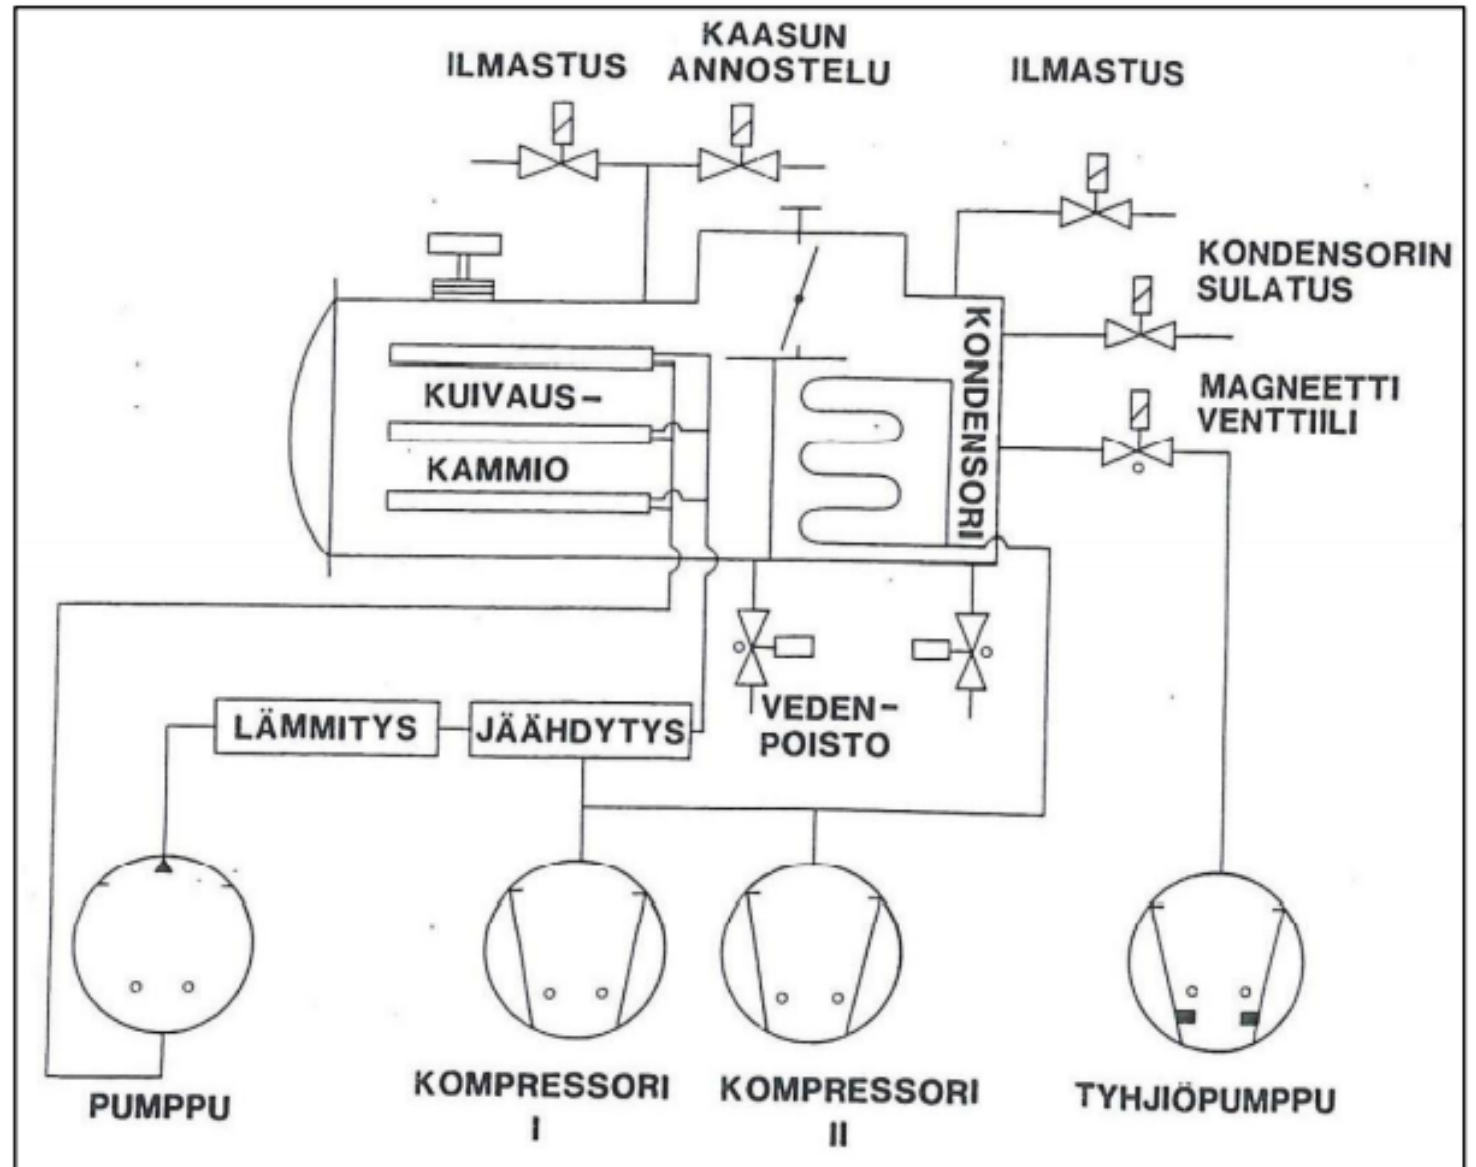 ILMASTUS
KAASUN
ANNOSTELU
ILMASTUS
KONDENSORIN
SULATUS
MAGNEETTI
VENTTIILI
KUIVAUS-
KAMMIO
KONDENSORI
LÄMMITYS
JÄÄHDYTYS
VEDEN-
POISTO
PUMPPU
KOMPRESSORI
I
KOMPRESSORI
II
TYHJIÖPUMPPU